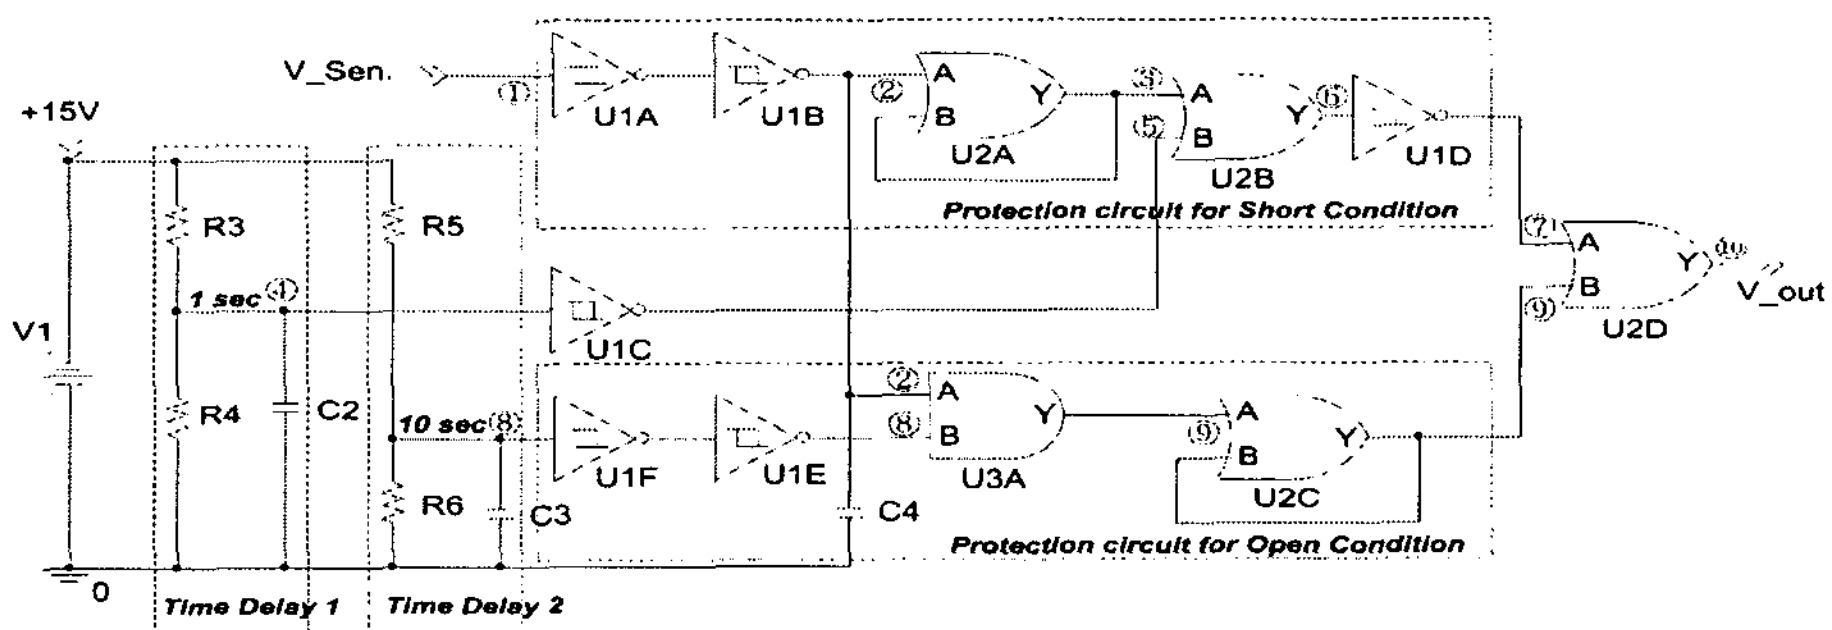 V_Sen.
①
U1A
U1B
②
A
B
Y
U2A
③
⑤
A
B
Y
U2B
⑥
U1D
Protection circuit for Short Condition
+15V
V1
0
R3
R4
1 sec
④
C2
Time Delay 1
R5
R6
10 sec
⑧
C3
Time Delay 2
U1C
U1F
U1E
②
⑧
A
B
Y
U3A
C4
⑨
A
B
Y
U2C
Protection circuit for Open Condition
⑦
⑨
A
B
Y
U2D
⑩
V_out